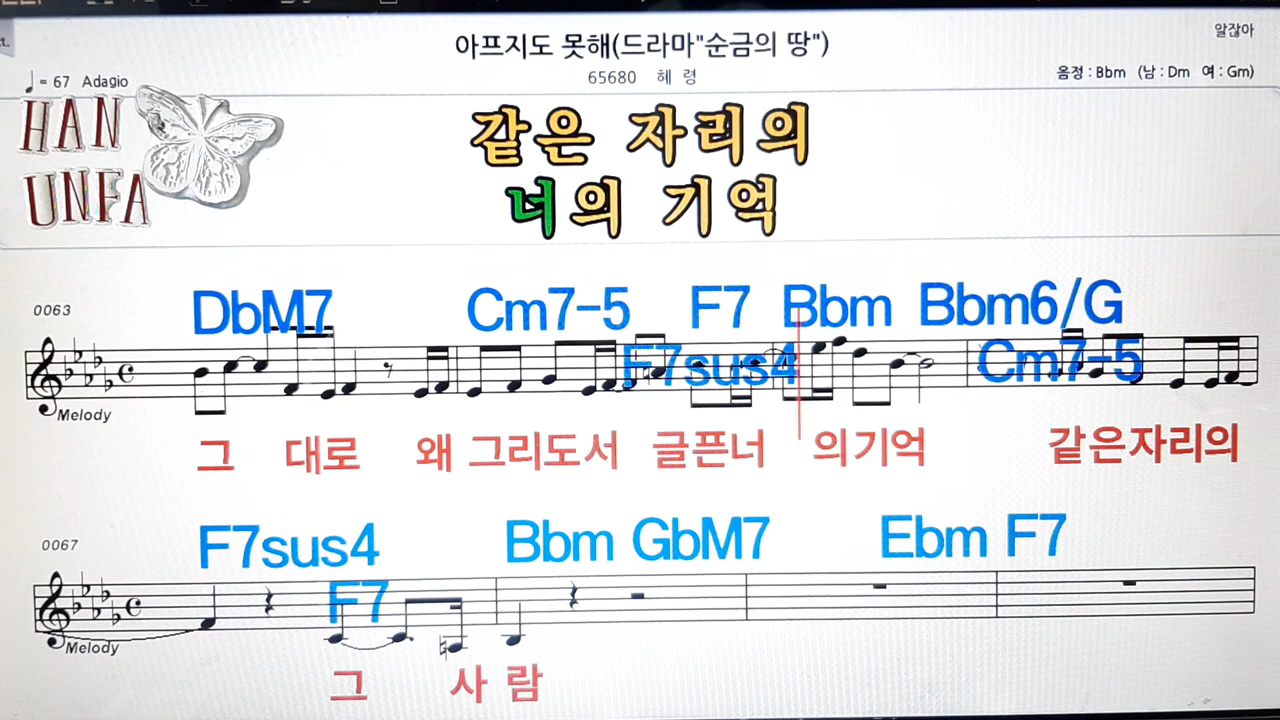 아프지도 못해(드라마"순금의 땅")
알잖아
♩ = 67 Adagio
65680 혜 령
음정 : Bbm (남 : Dm 여 : Gm)
HAN
UNFA
같은 자리의
너의 기억
0063
DbM7 Cm7-5 F7 Bbm Bbm6/G
F7sus4 Cm7-5
Melody
그 대로 왜 그리도서 글픈너 의기억 같은자리의
0067
F7sus4 Bbm GbM7 Ebm F7
F7
Melody
그 사 람